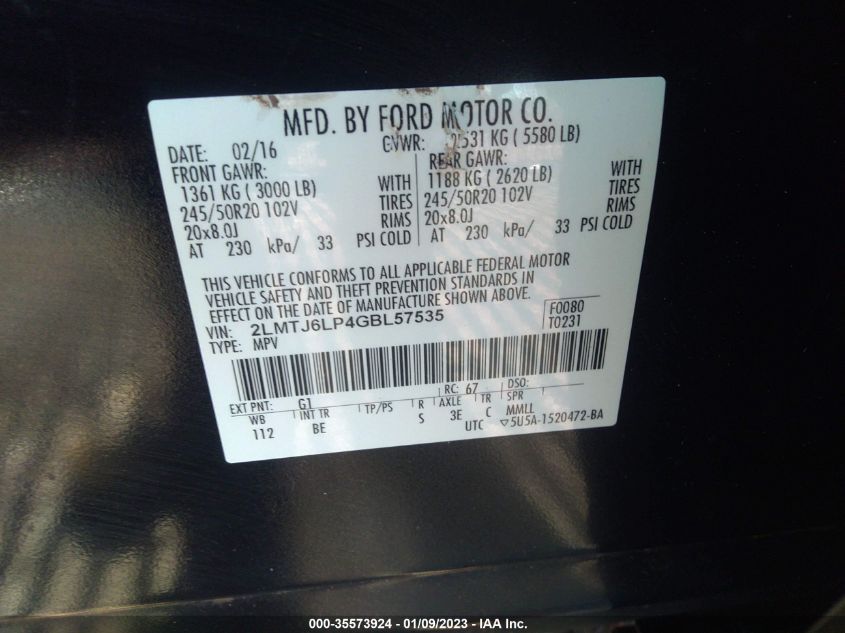 MFD. BY FORD MOTOR CO.
DATE: 02/16 GVWR: 2531 KG ( 5580 LB)
FRONT GAWR: REAR GAWR:
1361 KG ( 3000 LB) WITH 1188 KG ( 2620 LB) WITH
245/50R20 102V TIRES 245/50R20 102V TIRES
20x8.0J RIMS 20x8.0J RIMS
AT 230 kPa/ 33 PSI COLD AT 230 kPa/ 33 PSI COLD
THIS VEHICLE CONFORMS TO ALL APPLICABLE FEDERAL MOTOR
VEHICLE SAFETY AND THEFT PREVENTION STANDARDS IN
EFFECT ON THE DATE OF MANUFACTURE SHOWN ABOVE.
VIN: 2LMTJ6LP4GBL57535 F0080
TYPE: MPV T0231
EXT PNT: G1 RC: 67 DSO:
WB INT TR TP/PS R AXLE TR SPR
112 BE S 3E C MMLL
UTC ▽5U5A-1520472-BA
000-35573924 - 01/09/2023 - IAA Inc.